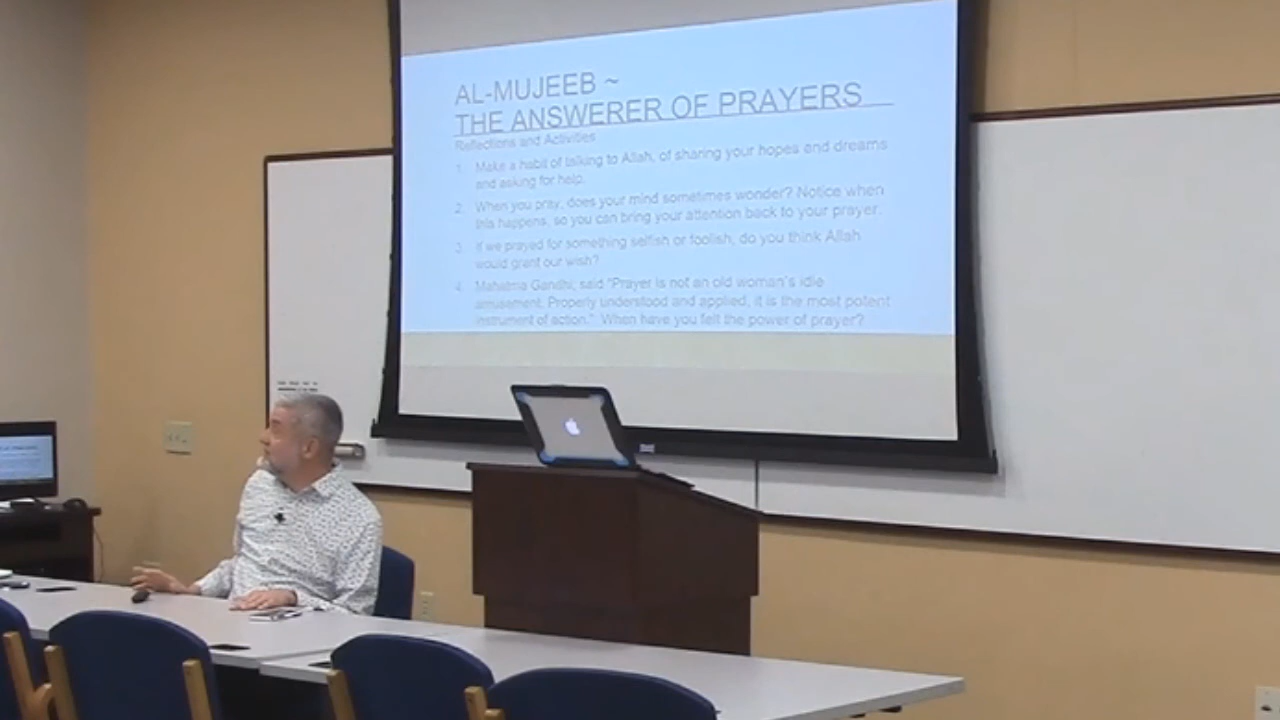 AL-MUJEEB ~
THE ANSWERER OF PRAYERS
Reflections and Activities
1. Make a habit of talking to Allah, of sharing your hopes and dreams
and asking for help.
2. When you pray, does your mind sometimes wonder? Notice when
this happens, so you can bring your attention back to your prayer.
3. If we prayed for something selfish or foolish, do you think Allah
would grant our wish?
4. Mahatma Gandhi, said "Prayer is not an old woman's idle
amusement. Properly understood and applied, it is the most potent
instrument of action.". When have you felt the power of prayer?